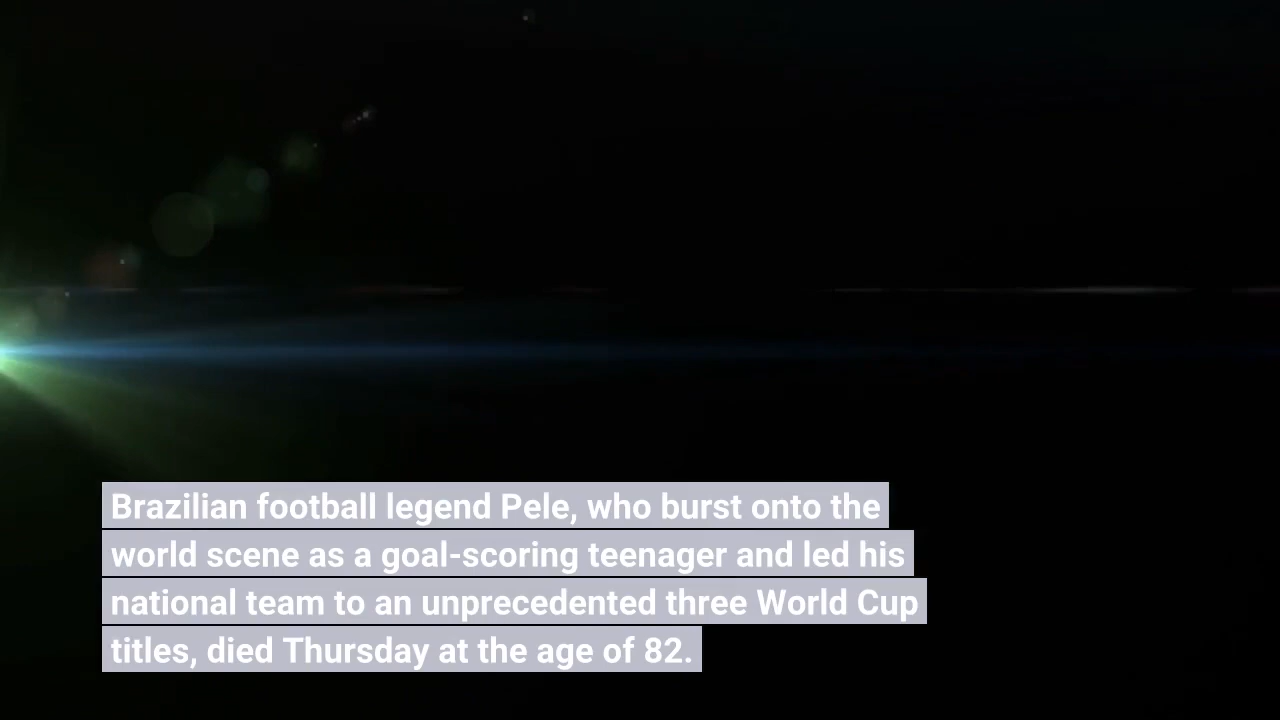 Brazilian football legend Pele, who burst onto the
world scene as a goal-scoring teenager and led his
national team to an unprecedented three World Cup
titles, died Thursday at the age of 82.